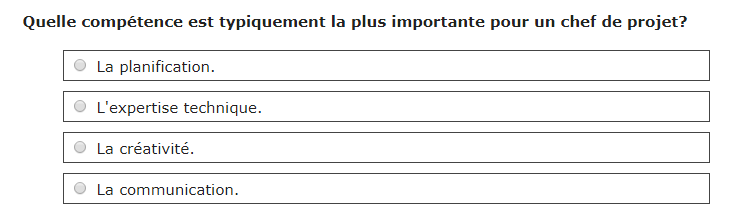 Quelle compétence est typiquement la plus importante pour un chef de projet?
La planification.
L'expertise technique.
La créativité.
La communication.